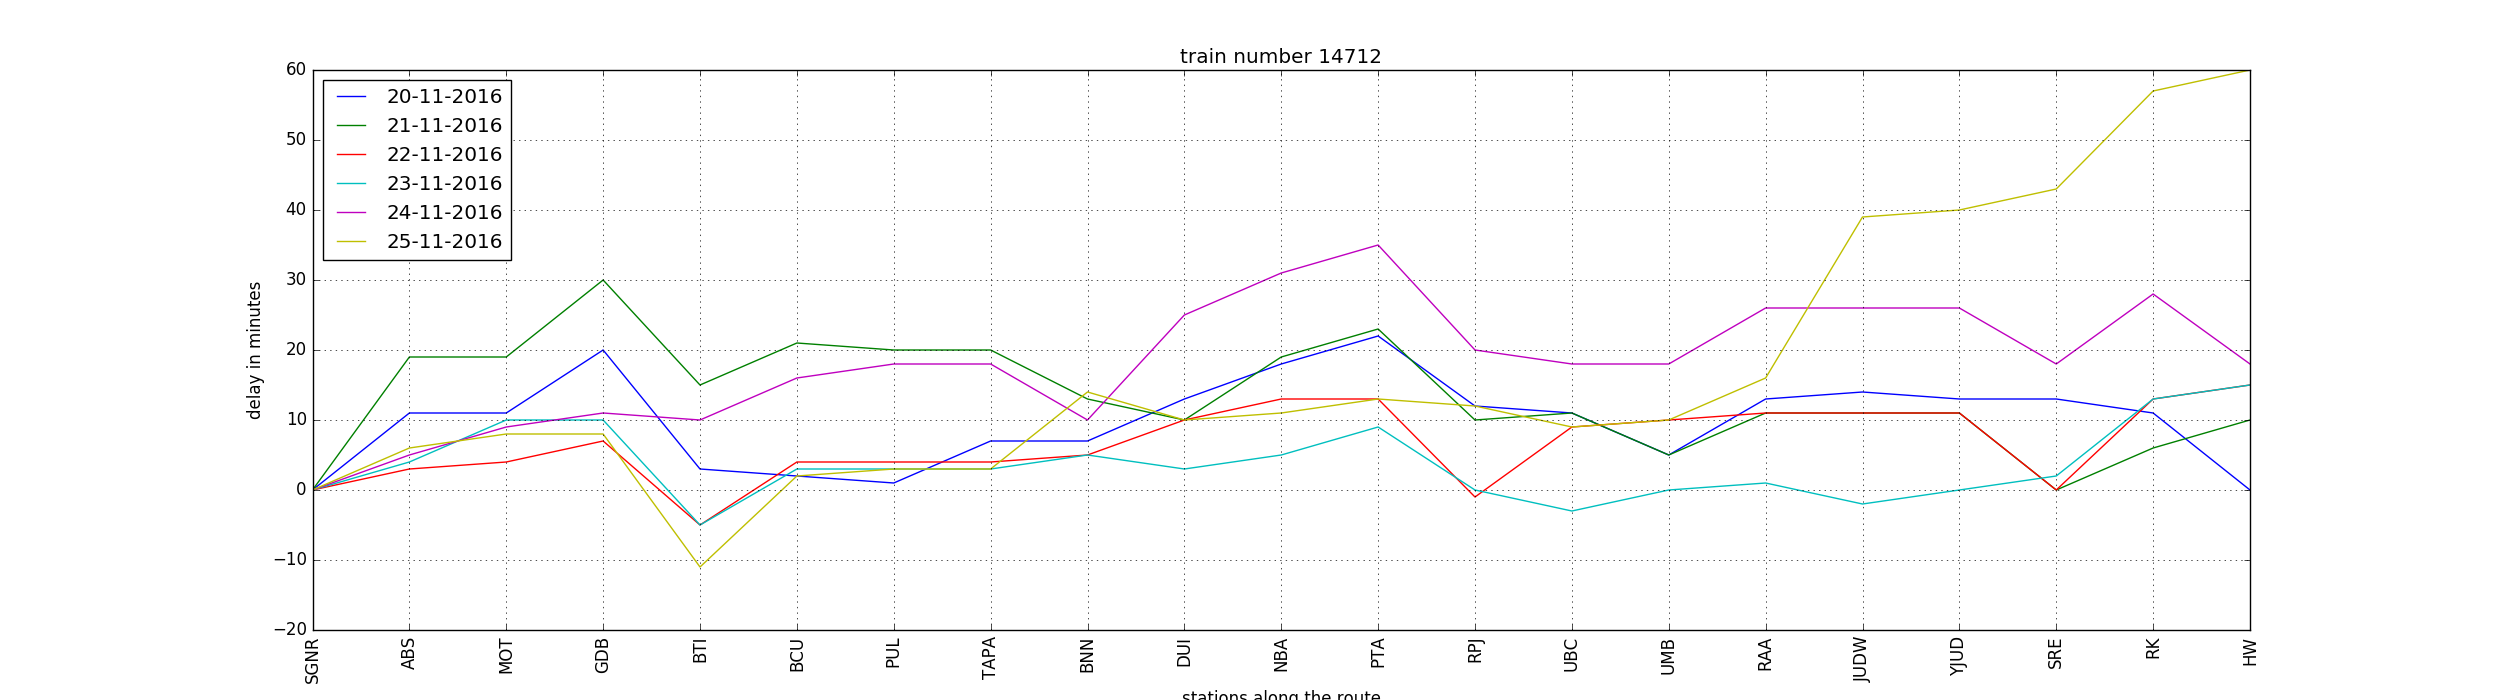 train number 14712
60
50
40
30
20
10
0
−10
−20
delay in minutes
20-11-2016
21-11-2016
22-11-2016
23-11-2016
24-11-2016
25-11-2016
SGNR
ABS
MOT
GDB
BTI
BCU
PUL
TAPA
BNN
DUI
NBA
PTA
RPJ
UBC
UMB
RAA
JUDW
YJUD
SRE
RK
HW
stations along the route